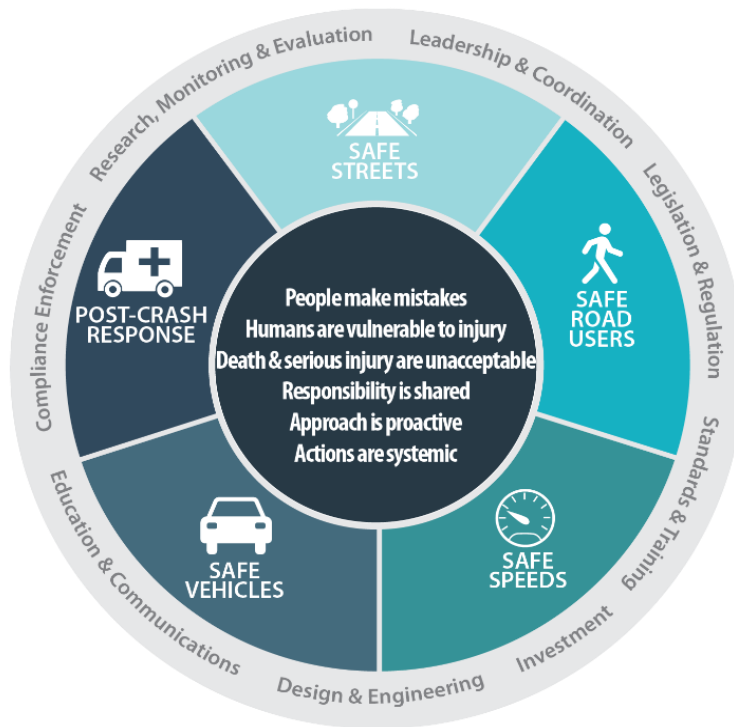 Research, Monitoring & Evaluation
Leadership & Coordination
Legislation & Regulation
Standards & Training
Investment
Design & Engineering
Education & Communications
Compliance Enforcement
SAFE
STREETS
SAFE
ROAD
USERS
SAFE
SPEEDS
SAFE
VEHICLES
POST-CRASH
RESPONSE
People make mistakes
Humans are vulnerable to injury
Death & serious injury are unacceptable
Responsibility is shared
Approach is proactive
Actions are systemic